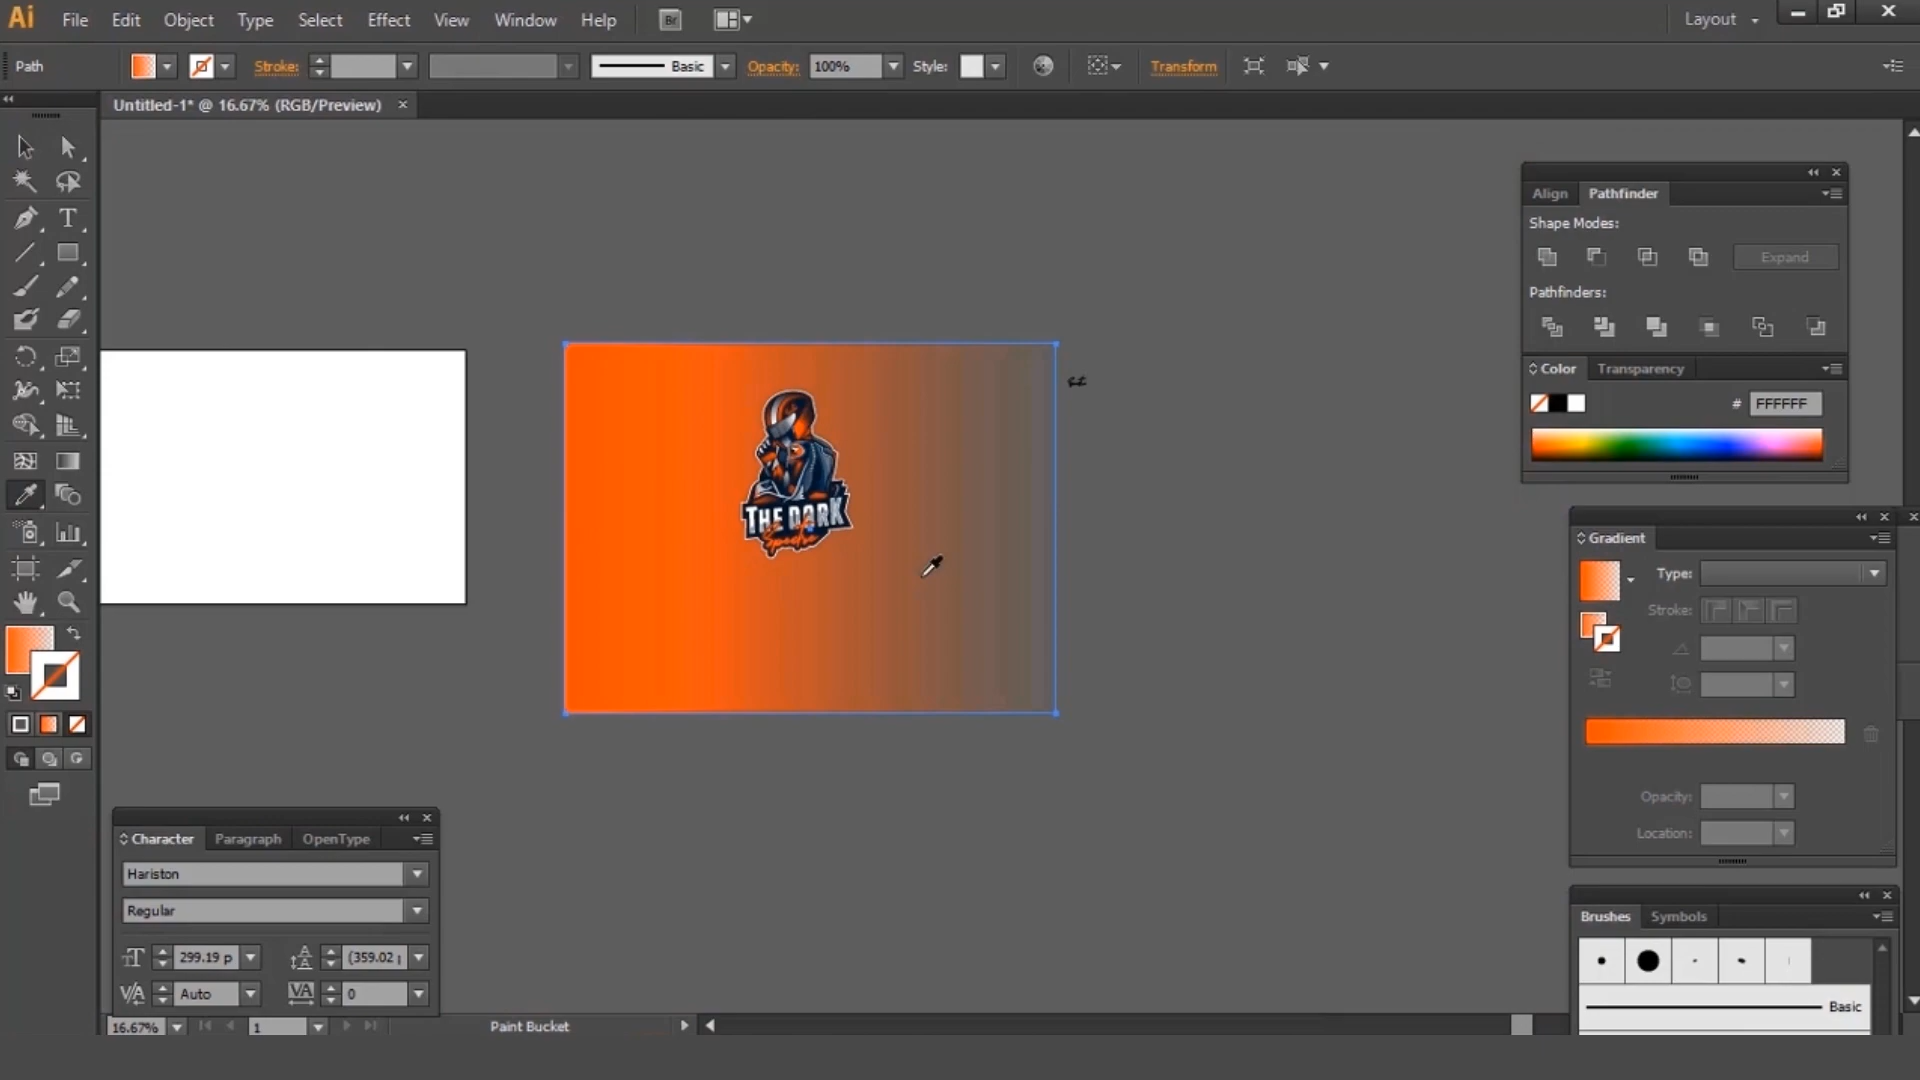 Ai File Edit Object Type Select Effect View Window Help Br Layout
Path Stroke: Basic Opacity: 100% Style: Transform
Untitled-1* @ 16.67% (RGB/Preview)
Align Pathfinder
Shape Modes:
Expand
Pathfinders:
Color Transparency
# FFFFFF
THE DARK
Spectre
Gradient
Type:
Stroke:
Opacity:
Location:
Character Paragraph OpenType
Hariston
Regular
299.19 p (359.02
Auto 0
Brushes Symbols
Basic
16.67% 1 Paint Bucket